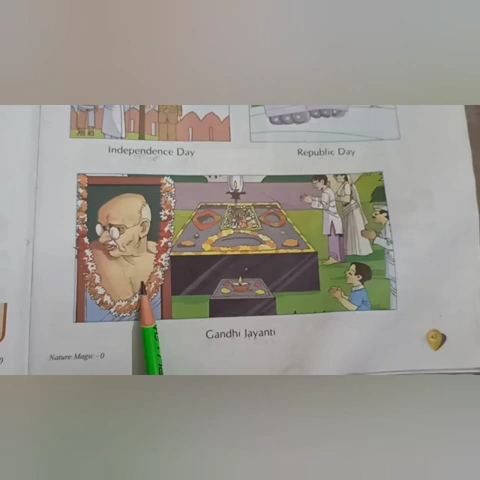 Independence Day
Republic Day
Gandhi Jayanti
Nature Magic–0